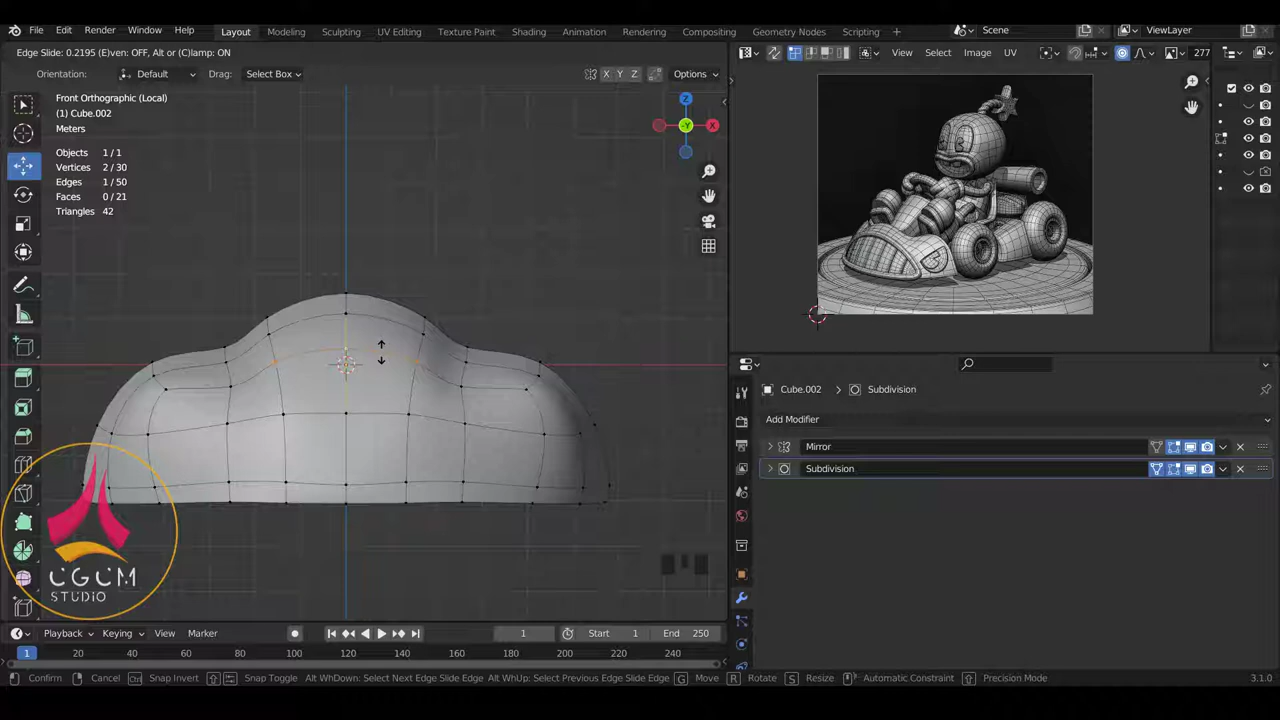 File Edit Render Window Help Layout Modeling Sculpting UV Editing Texture Paint Shading Animation Rendering Compositing Geometry Nodes Scripting Scene ViewLayer
Edge Slide: 0.2195 (E)ven: OFF, Alt or (C)lamp: ON
View Select Image UV 277
Orientation: Default Drag: Select Box X Y Z Options
Front Orthographic (Local)
(1) Cube.002
Meters
Objects 1 / 1
Vertices 2 / 30
Edges 1 / 50
Faces 0 / 21
Triangles 42
Z
-Y X
Cube.002 Subdivision
Add Modifier
Mirror
Subdivision
CGCM
STUDIO
Playback Keying View Marker 1 Start 1 End 250
1 20 40 60 80 100 120 140 160 180 200 220 240
Confirm Cancel Ctrl Snap Invert Snap Toggle Alt WhDown: Select Next Edge Slide Edge Alt WhUp: Select Previous Edge Slide Edge G Move R Rotate S Resize Automatic Constraint Precision Mode 3.1.0